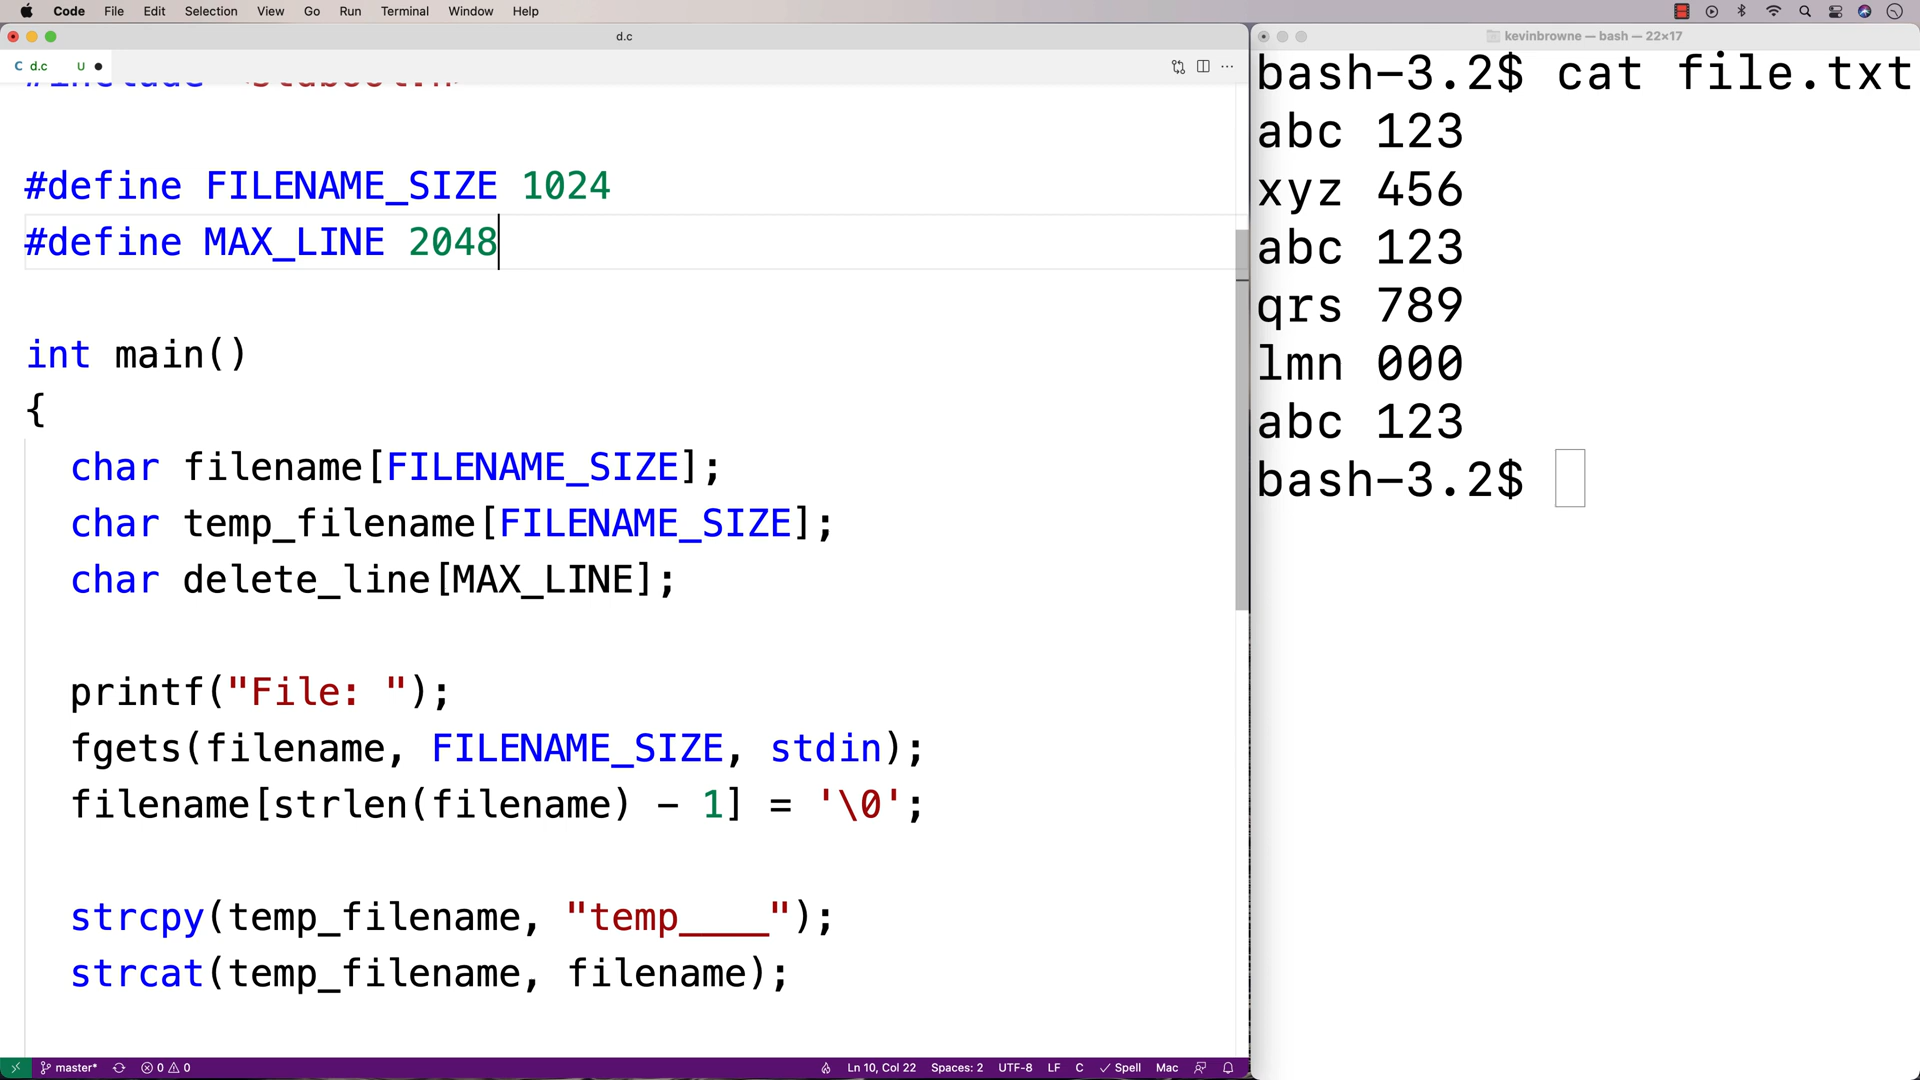 Code File Edit Selection View Go Run Terminal Window Help
d.c
C d.c U
#define FILENAME_SIZE 1024
#define MAX_LINE 2048
int main()
{
char filename[FILENAME_SIZE];
char temp_filename[FILENAME_SIZE];
char delete_line[MAX_LINE];
printf("File: ");
fgets(filename, FILENAME_SIZE, stdin);
filename[strlen(filename) - 1] = '\0';
strcpy(temp_filename, "temp____");
strcat(temp_filename, filename);
master* 0 0 Ln 10, Col 22 Spaces: 2 UTF-8 LF C Spell Mac
kevinbrowne — bash — 22×17
bash-3.2$ cat file.txt
abc 123
xyz 456
abc 123
qrs 789
lmn 000
abc 123
bash-3.2$